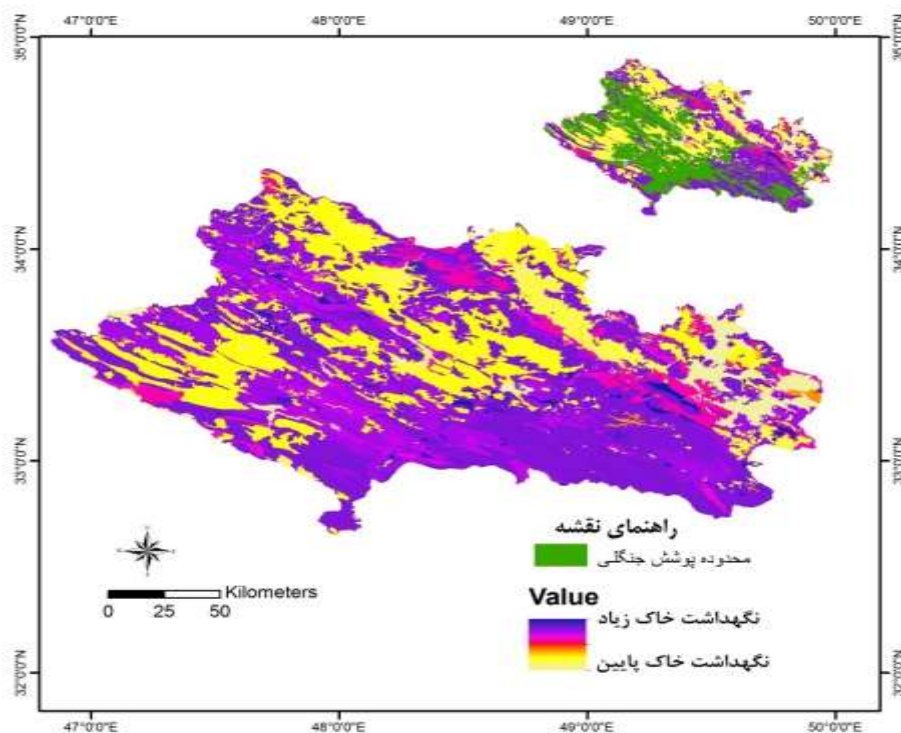 47°0'0"E 48°0'0"E 49°0'0"E 50°0'0"E
35°0'0"N 35°0'0"N
34°0'0"N 34°0'0"N
33°0'0"N 33°0'0"N
راهنمای نقشه
محدوده پوشش جنگلی
Kilometers
0 25 50
Value
نگهداشت خاک زیاد
نگهداشت خاک پایین
32°0'0"N 32°0'0"N
47°0'0"E 48°0'0"E 49°0'0"E 50°0'0"E